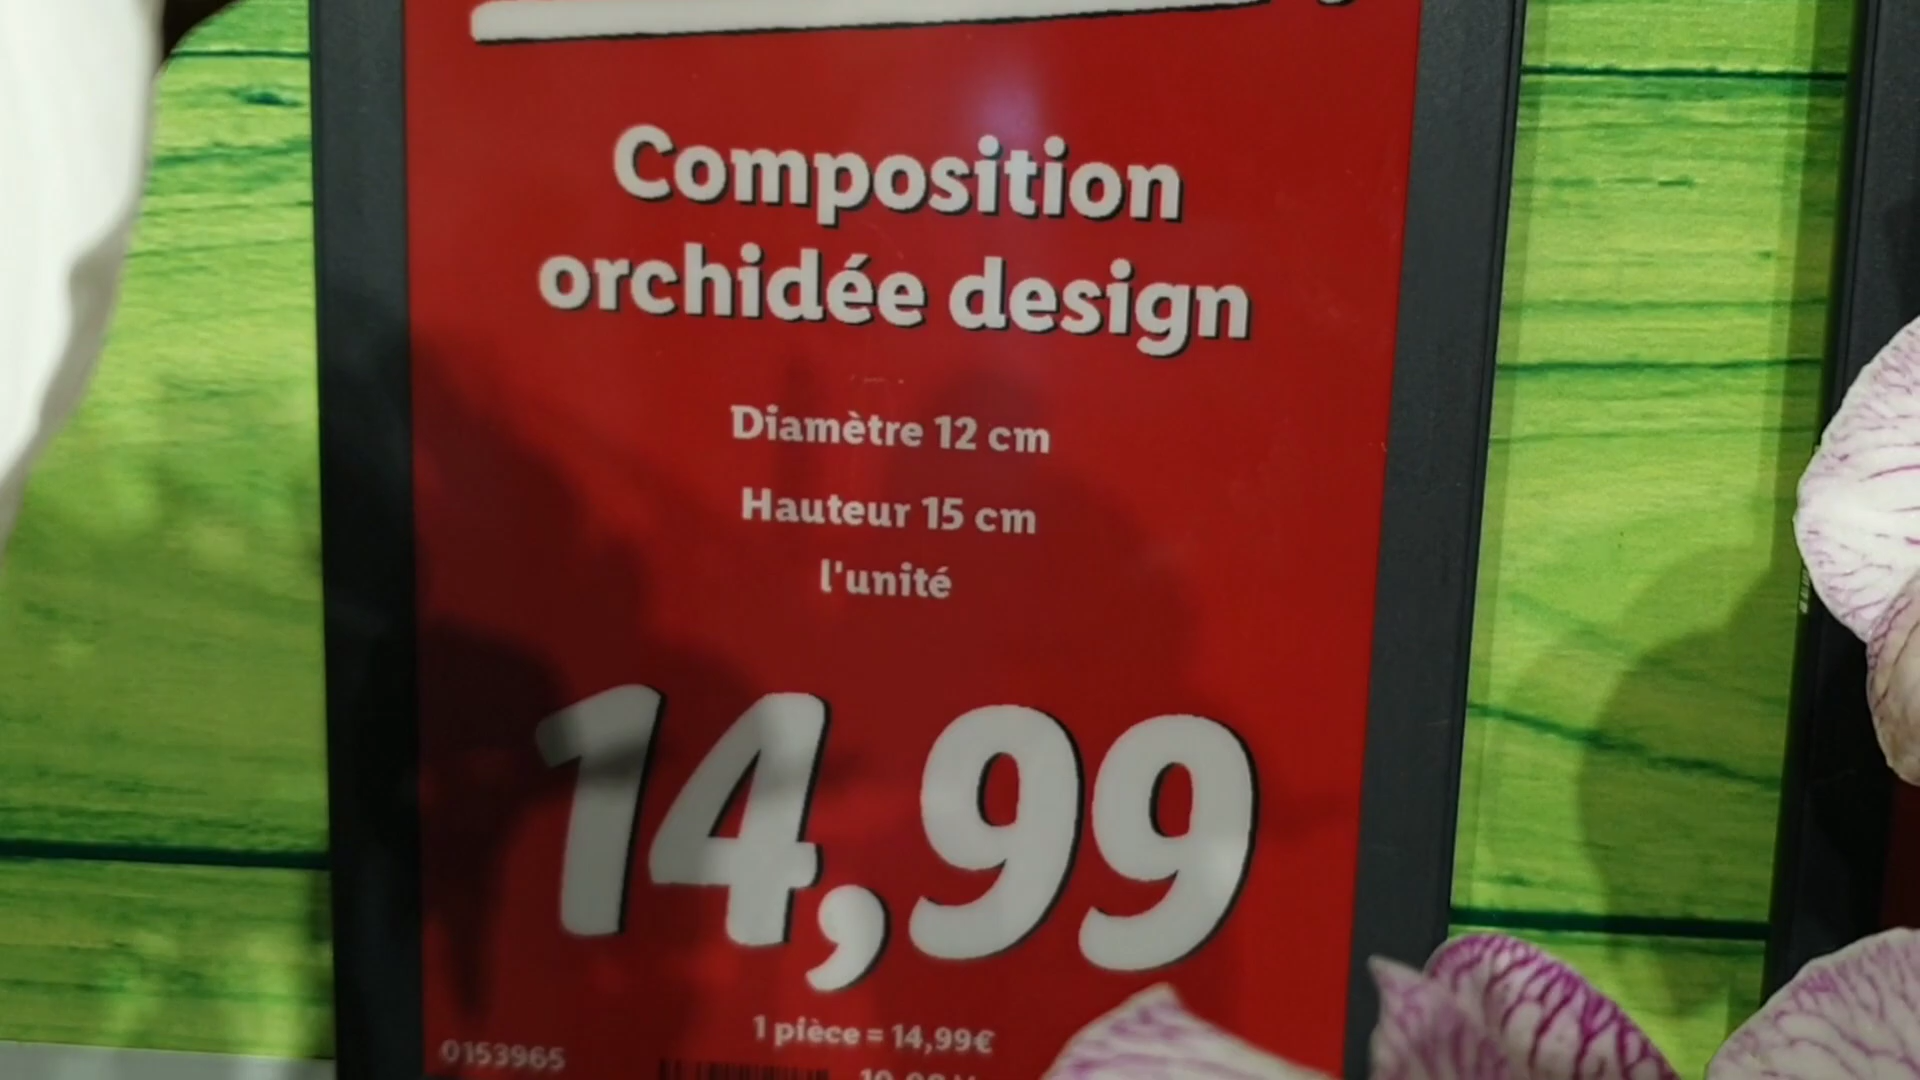 Composition
orchidée design
Diamètre 12 cm
Hauteur 15 cm
l'unité
14,99
1 pièce = 14,99€
0153965